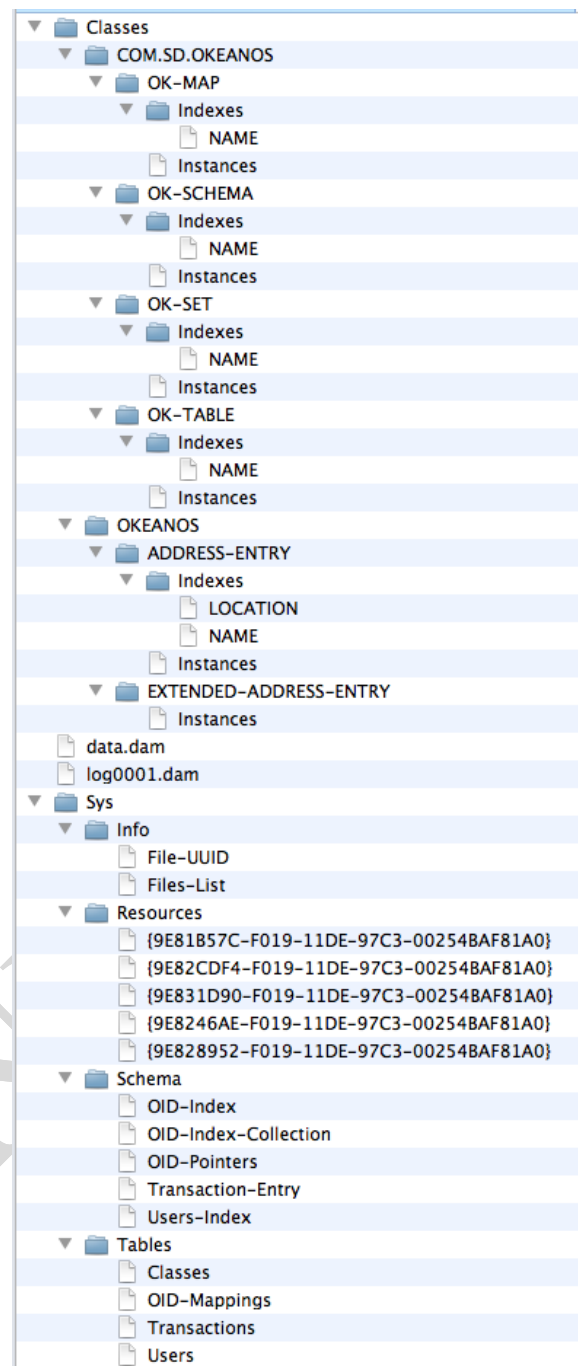 Classes
COM.SD.OKEANOS
OK-MAP
Indexes
NAME
Instances
OK-SCHEMA
Indexes
NAME
Instances
OK-SET
Indexes
NAME
Instances
OK-TABLE
Indexes
NAME
Instances
OKEANOS
ADDRESS-ENTRY
Indexes
LOCATION
NAME
Instances
EXTENDED-ADDRESS-ENTRY
Instances
data.dam
log0001.dam
Sys
Info
File-UUID
Files-List
Resources
{9E81B57C-F019-11DE-97C3-00254BAF81A0}
{9E82CDF4-F019-11DE-97C3-00254BAF81A0}
{9E831D90-F019-11DE-97C3-00254BAF81A0}
{9E8246AE-F019-11DE-97C3-00254BAF81A0}
{9E828952-F019-11DE-97C3-00254BAF81A0}
Schema
OID-Index
OID-Index-Collection
OID-Pointers
Transaction-Entry
Users-Index
Tables
Classes
OID-Mappings
Transactions
Users